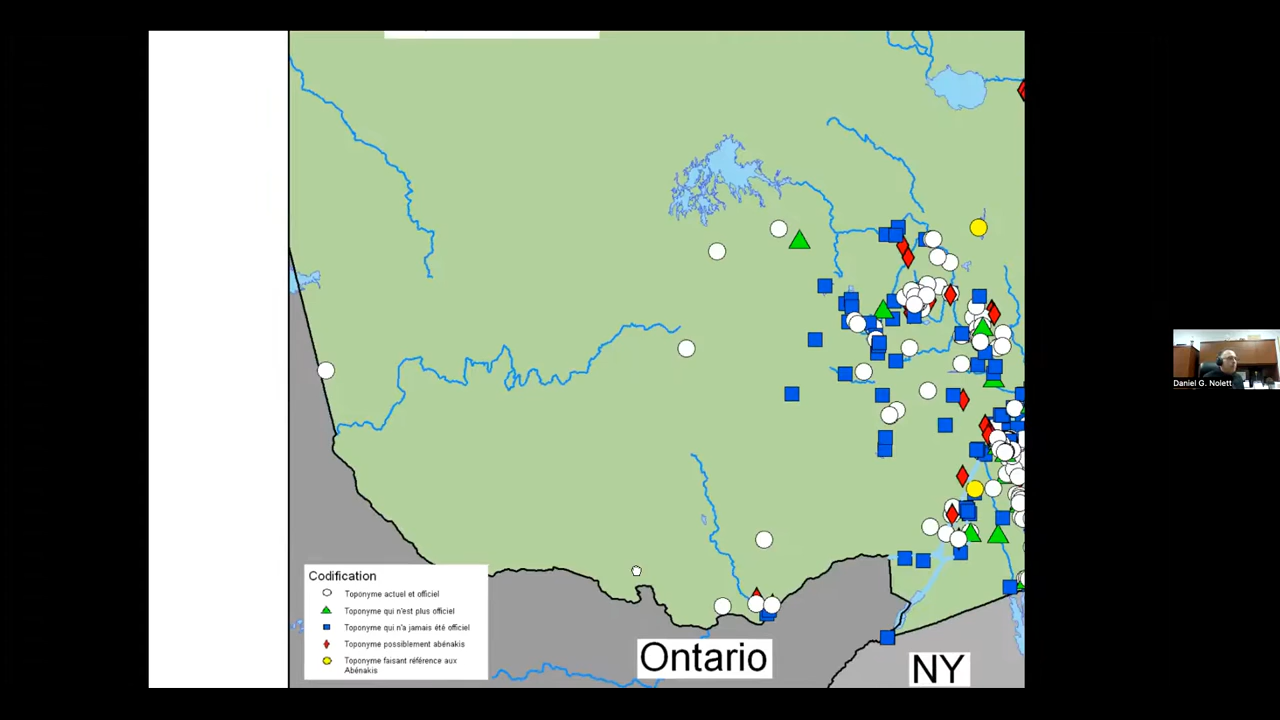 Daniel G. Nolett
Codification
Toponyme actuel et officiel
Toponyme qui n'est plus officiel
Toponyme qui n'a jamais été officiel
Toponyme possiblement abénakis
Toponyme faisant référence aux
Abénakis
Ontario
NY